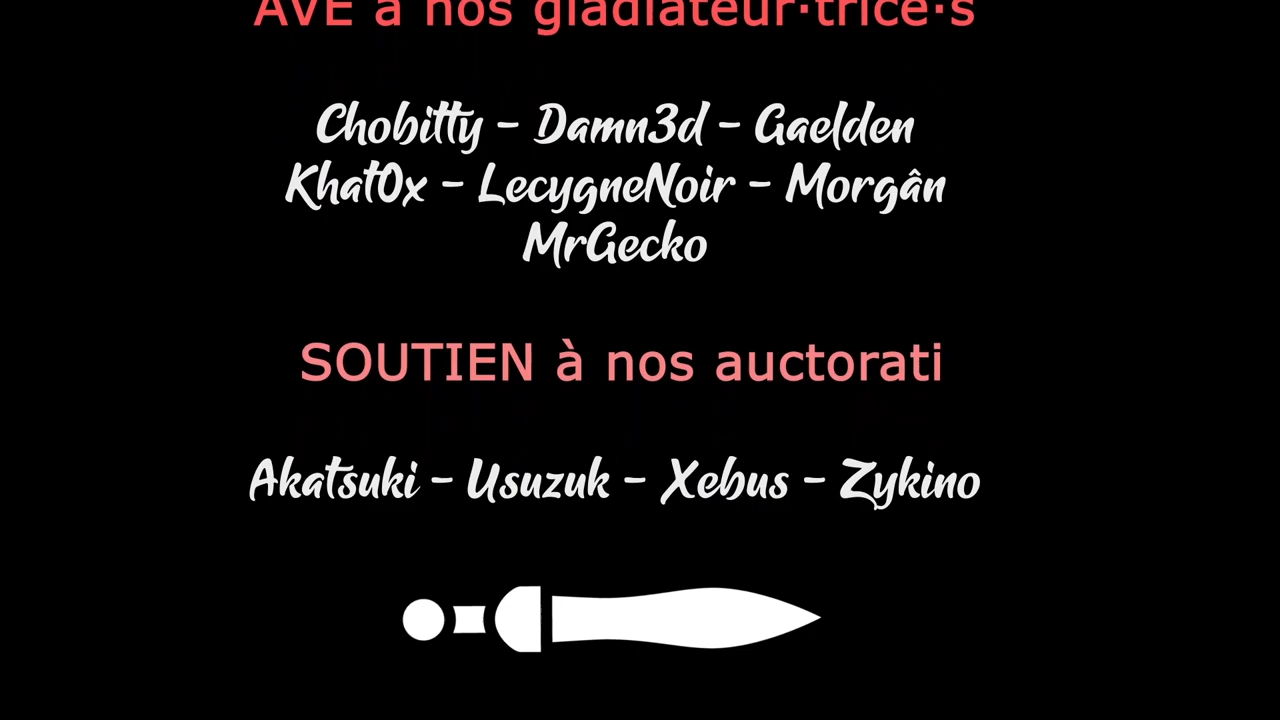 AVE à nos gladiateur·trice·s
Chobitty - Damn3d - Gaelden
Khat0x - LecygneNoir - Morgân
MrGecko
SOUTIEN à nos auctorati
Akatsuki - Usuzuk - Xebus - Zykino